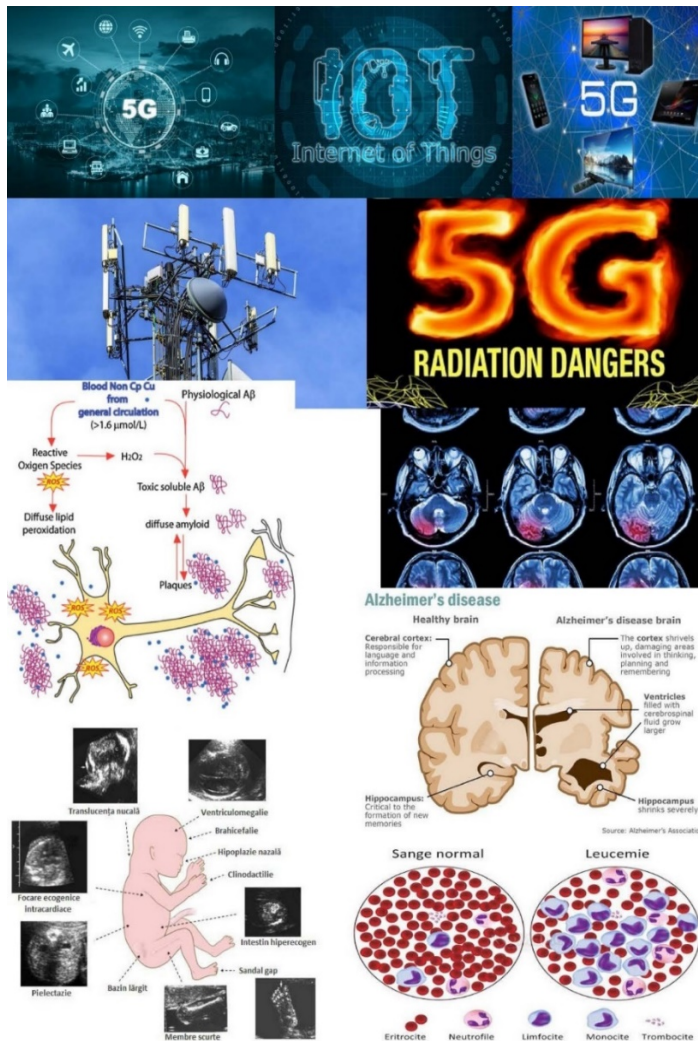 5G
IOT
Internet of Things
5G
5G
RADIATION DANGERS
Blood Non Cp Cu
from
general circulation
(>1.6 µmol/L)
Physiological Aβ
Reactive
Oxigen Species
ROS
H₂O₂
Toxic soluble Aβ
Diffuse lipid
peroxidation
diffuse amyloid
Plaques
ROS
ROS
ROS
Alzheimer's disease
Healthy brain
Alzheimer's disease brain
Cerebral cortex:
Responsible for
language and
information
processing
The cortex shrivels
up, damaging areas
involved in thinking,
planning and
remembering
Ventricles
filled with
cerebrospinal
fluid grow
larger
Hippocampus:
Critical to the
formation of new
memories
Hippocampus
shrinks severely
Source: Alzheimer's Associatio
Translucența nucală
Ventriculomegalie
Brahicefalie
Hipoplazie nazală
Clinodactilie
Focare ecogenice
intracardiace
Intestin hiperecogen
Pielectazie
Bazin lărgit
Sandal gap
Membre scurte
Sange normal
Leucemie
Eritrocite
Neutrofile
Limfocite
Monocite
Trombocite